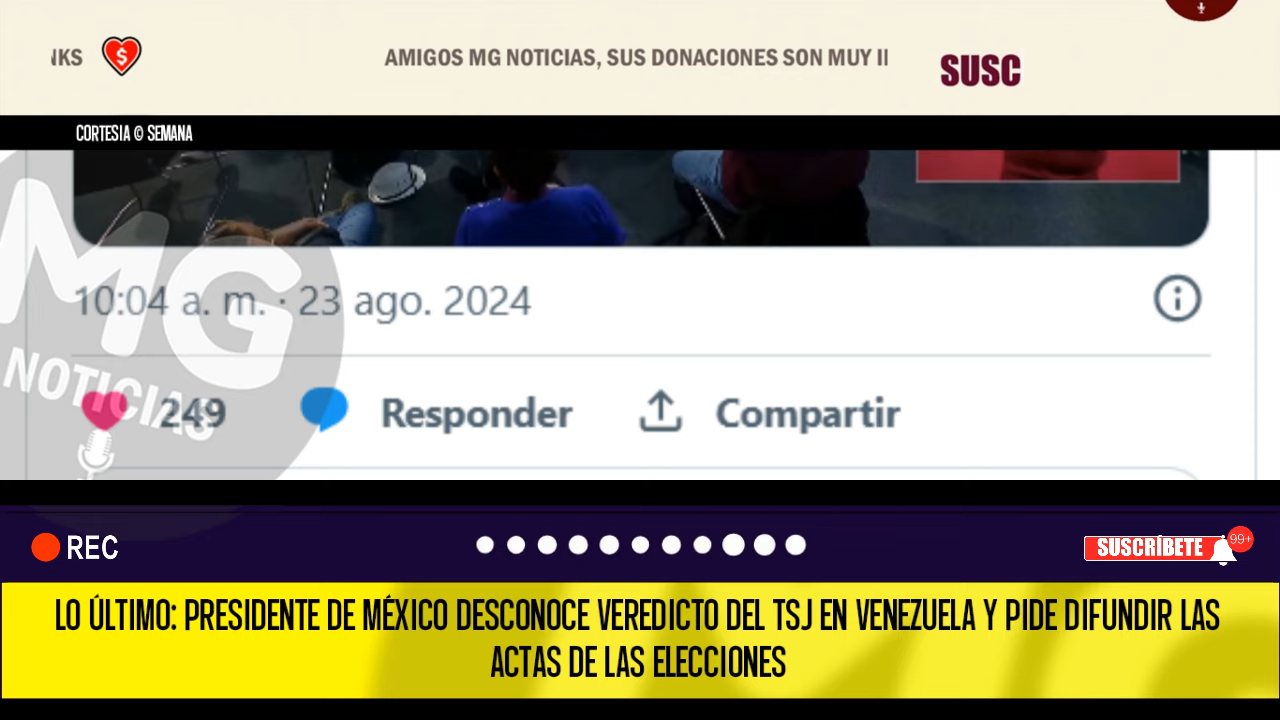 AMIGOS MG NOTICIAS, SUS DONACIONES SON MUY
SUSC
CORTESIA © SEMANA
MG
NOTICIAS
10:04 a. m. · 23 ago. 2024
249 Responder Compartir
REC
SUSCRÍBETE 99+
LO ÚLTIMO: PRESIDENTE DE MÉXICO DESCONOCE VEREDICTO DEL TSJ EN VENEZUELA Y PIDE DIFUNDIR LAS
ACTAS DE LAS ELECCIONES